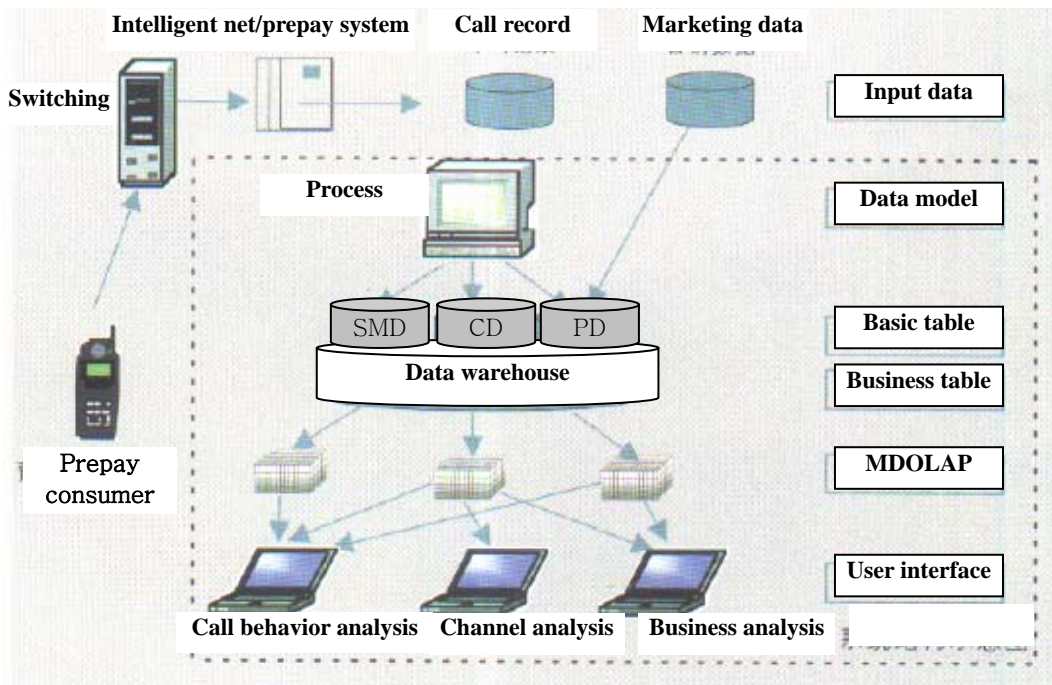 Intelligent net/prepay system
Call record
Marketing data
Switching
Input data
Process
Data model
SMD
CD
PD
Basic table
Data warehouse
Business table
Prepay
consumer
MDOLAP
User interface
Call behavior analysis
Channel analysis
Business analysis